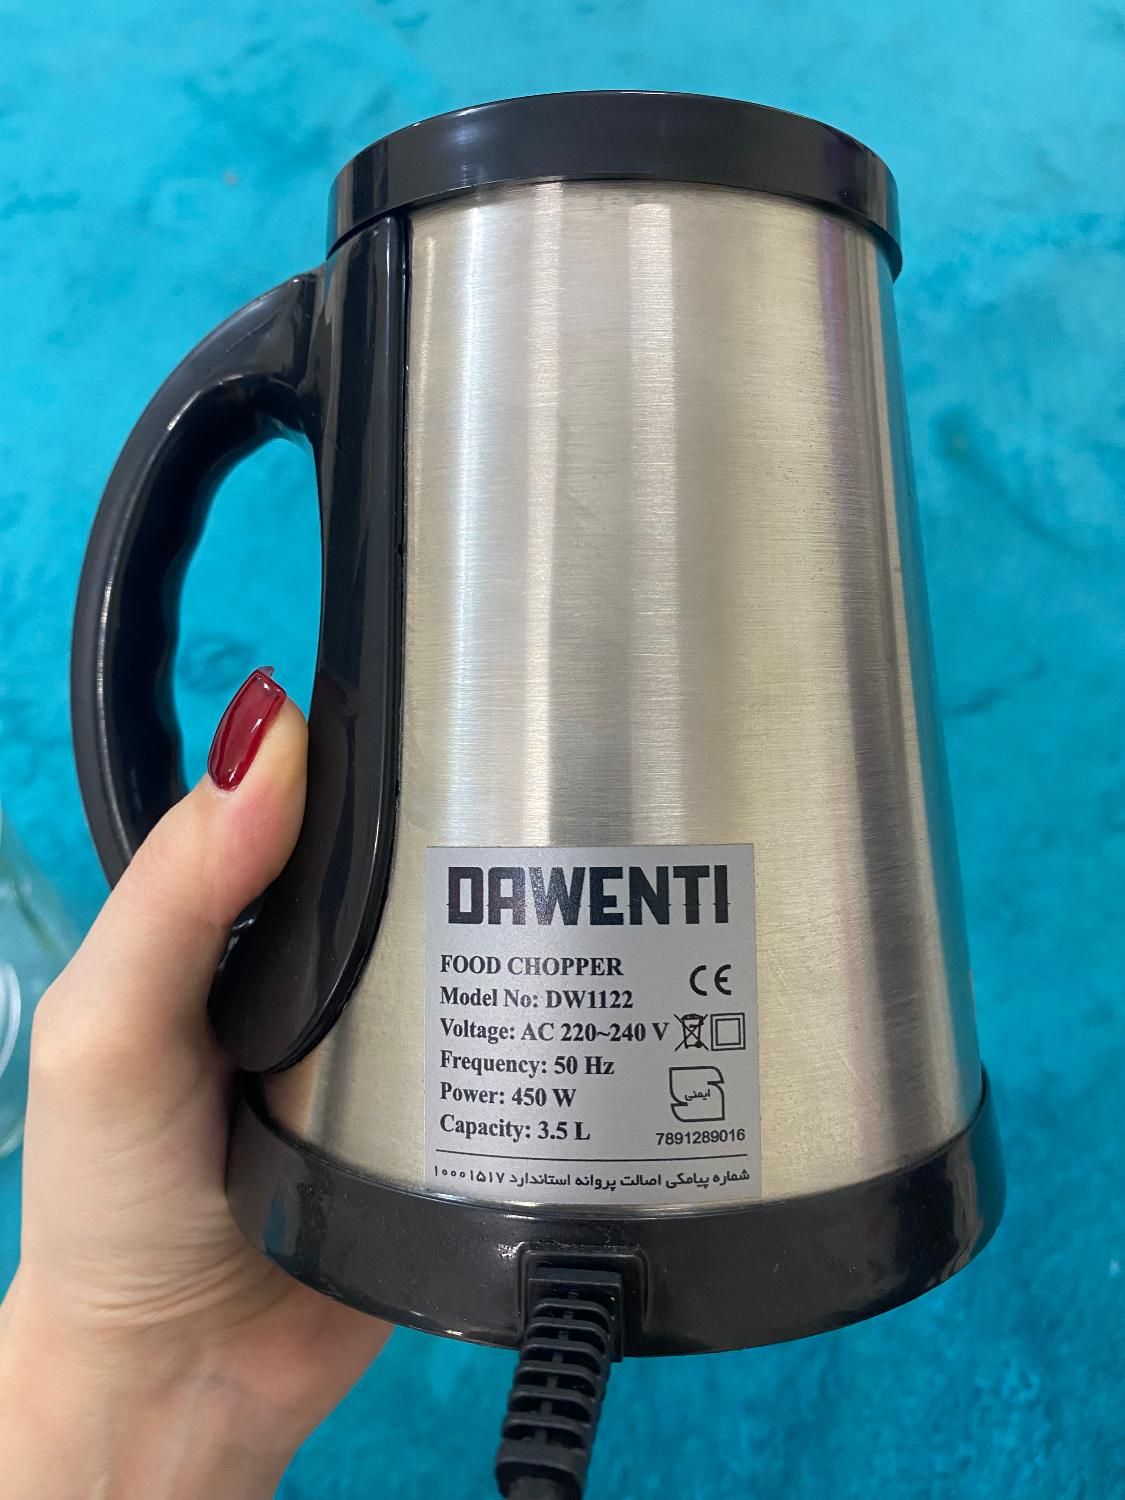 DAWENTI
FOOD CHOPPER
CE
Model No: DW1122
Voltage: AC 220~240 V
Frequency: 50 Hz
Power: 450 W
ایمنی
Capacity: 3.5 L
7891289016
شماره پیامکی اصالت پروانه استاندارد ۱۰۰۰۱۵۱۷